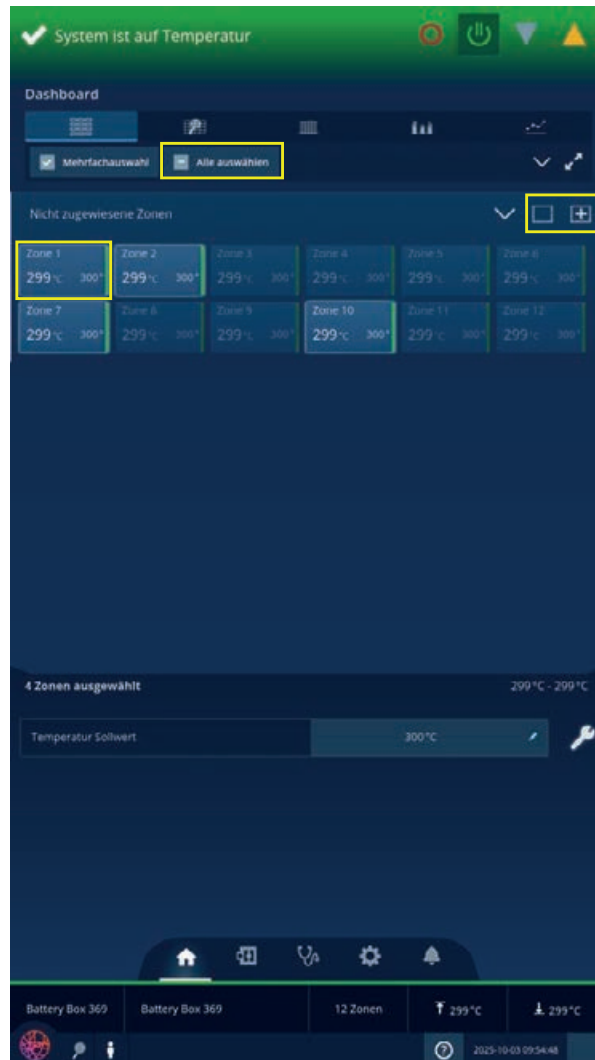 System ist auf Temperatur
Dashboard
Mehrfachauswahl Alle auswählen
Nicht zugewiesene Zonen
Zone 1 Zone 2 Zone 3 Zone 4 Zone 5 Zone 6
299°C 300° 299°C 300° 299°C 300° 299°C 300° 299°C 300° 299°C 300°
Zone 7 Zone 8 Zone 9 Zone 10 Zone 11 Zone 12
299°C 300° 299°C 300° 299°C 300° 299°C 300° 299°C 300° 299°C 300°
4 Zonen ausgewählt 299°C - 299°C
Temperatur Sollwert 300°C
Battery Box 369 Battery Box 369 12 Zonen 299°C 299°C
2025-10-03 09:54:48